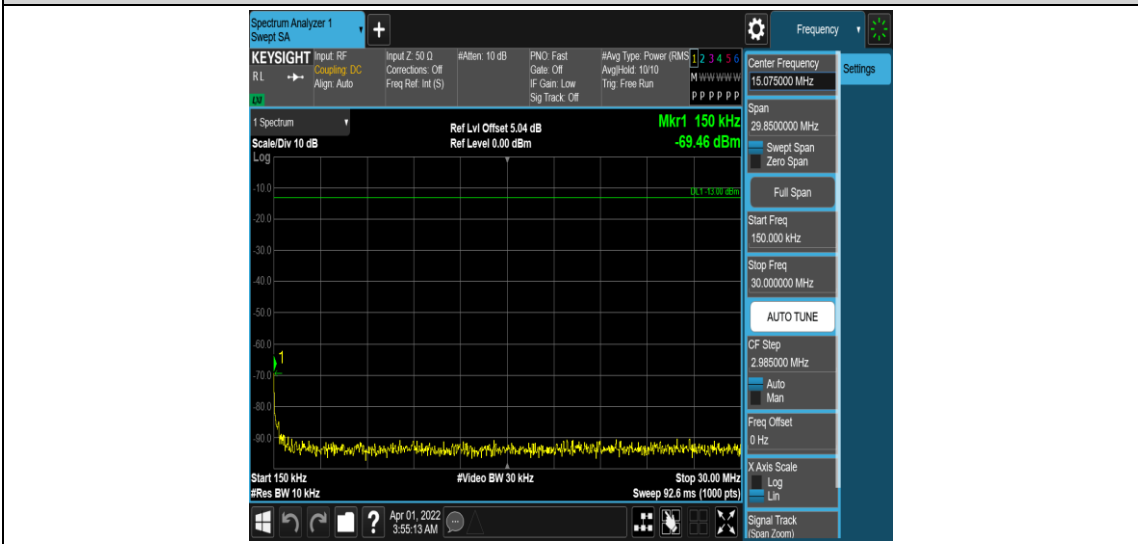 Spectrum Analyzer 1
Swept SA
+
Frequency
KEYSIGHT
R L
Input: RF
Coupling: DC
Align: Auto
Input Z: 50 Ω
Corrections: Off
Freq Ref: Int (S)
#Atten: 10 dB
PNO: Fast
Gate: Off
IF Gain: Low
Sig Track: Off
#Avg Type: Power (RMS
Avg|Hold: 10/10
Trig: Free Run
1 2 3 4 5 6
M W W W W W
P P P P P P
1 Spectrum
Scale/Div 10 dB
Log
Ref Lvl Offset 5.04 dB
Ref Level 0.00 dBm
Mkr1 150 kHz
-69.46 dBm
DL1 -13.00 dBm
-10.0
-20.0
-30.0
-40.0
-50.0
-60.0
1
-70.0
-80.0
-90.0
Start 150 kHz
#Res BW 10 kHz
#Video BW 30 kHz
Stop 30.00 MHz
Sweep 92.6 ms (1000 pts)
?
Apr 01, 2022
3:55:13 AM
Center Frequency
15.075000 MHz
Settings
Span
29.8500000 MHz
Swept Span
Zero Span
Full Span
Start Freq
150.000 kHz
Stop Freq
30.000000 MHz
AUTO TUNE
CF Step
2.985000 MHz
Auto
Man
Freq Offset
0 Hz
X Axis Scale
Log
Lin
Signal Track
(Span Zoom)